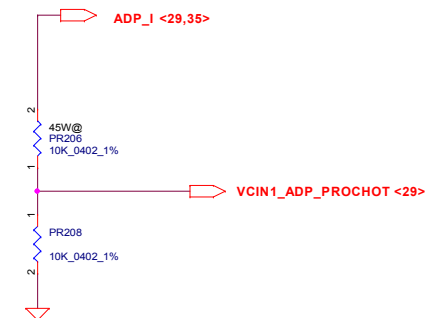 ADP_I <29,35>
2
45W@
PR206
10K_0402_1%
1
VCIN1_ADP_PROCHOT <29>
1
PR208
10K_0402_1%
2